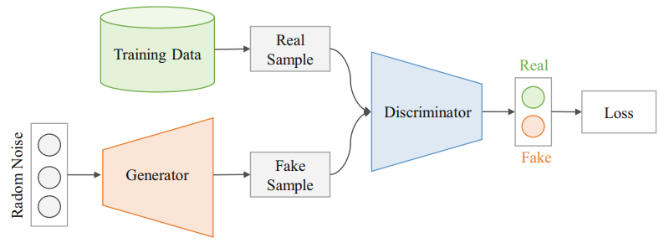 Training Data
Real
Sample
Real
Discriminator
Loss
Fake
Radom Noise
Generator
Fake
Sample